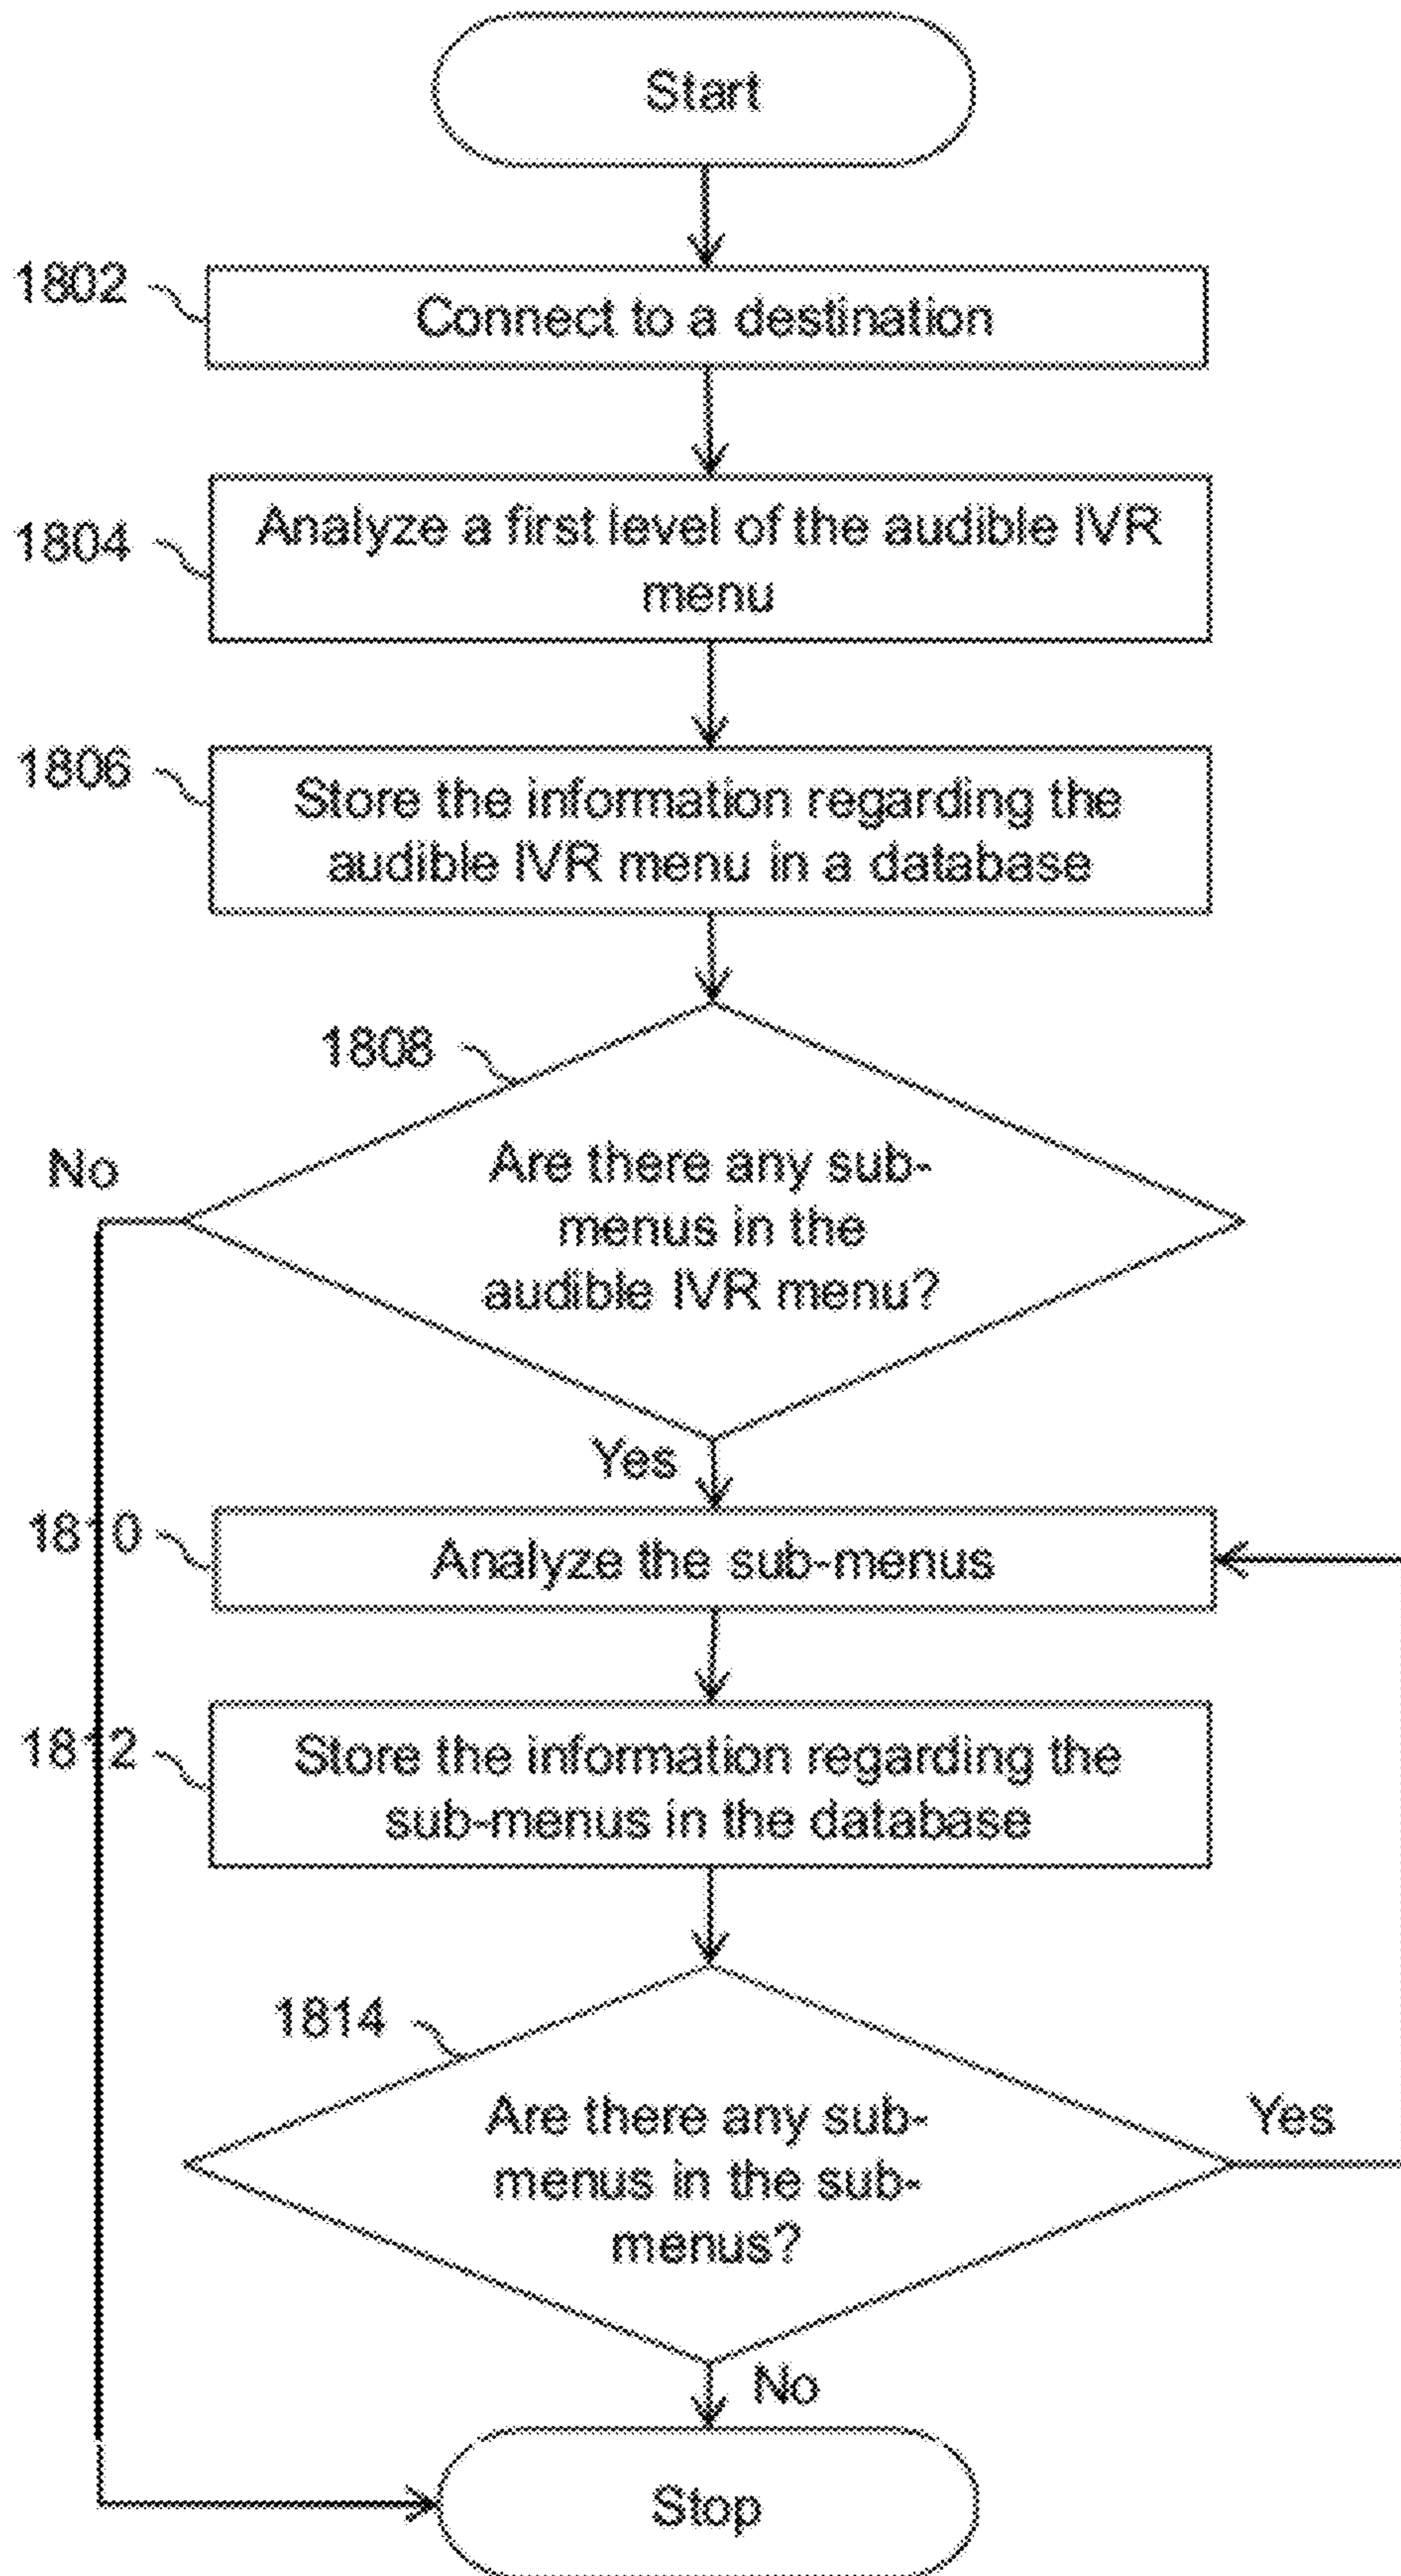 Start
1802
Connect to a destination
1804
Analyze a first level of the audible IVR
menu
1806
Store the information regarding the
audible IVR menu in a database
1808
No
Are there any sub-
menus in the
audible IVR menu?
Yes
1810
Analyze the sub-menus
1812
Store the information regarding the
sub-menus in the database
1814
Are there any sub-
menus in the sub-
menus?
Yes
No
Stop